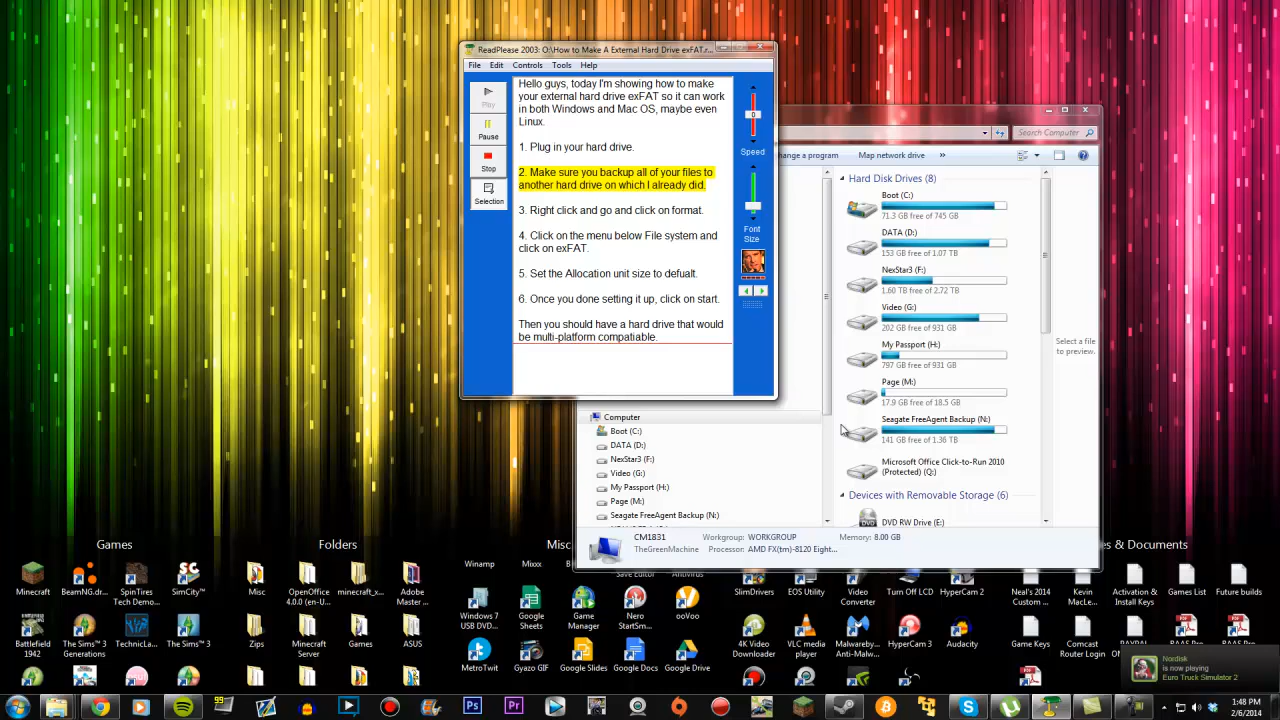 ReadPlease 2003: O:\How to Make A External Hard Drive exFAT.r...
File Edit Controls Tools Help
Play
Pause
Stop
Selection
Hello guys, today I'm showing how to make
your external hard drive exFAT so it can work
in both Windows and Mac OS, maybe even
Linux.
1. Plug in your hard drive.
2. Make sure you backup all of your files to
another hard drive on which I already did.
3. Right click and go and click on format.
4. Click on the menu below File system and
click on exFAT.
5. Set the Allocation unit size to defualt.
6. Once you done setting it up, click on start.
Then you should have a hard drive that would
be multi-platform compatiable.
0
Speed
Font
Size
Search Computer
hange a program Map network drive »
Hard Disk Drives (8)
Boot (C:)
71.3 GB free of 745 GB
DATA (D:)
153 GB free of 1.07 TB
NexStar3 (F:)
1.60 TB free of 2.72 TB
Video (G:)
202 GB free of 931 GB
My Passport (H:)
797 GB free of 931 GB
Page (M:)
17.9 GB free of 18.5 GB
Seagate FreeAgent Backup (N:)
141 GB free of 1.36 TB
Microsoft Office Click-to-Run 2010
(Protected) (Q:)
Devices with Removable Storage (6)
DVD RW Drive (E:)
Select a file
to preview.
Computer
Boot (C:)
DATA (D:)
NexStar3 (F:)
Video (G:)
My Passport (H:)
Page (M:)
Seagate FreeAgent Backup (N:)
CM1831 Workgroup: WORKGROUP Memory: 8.00 GB
TheGreenMachine Processor: AMD FX(tm)-8120 Eight...
Games
Folders
Misc
s & Documents
Winamp
Mixx
Save Editor
Antivirus
Minecraft
BeamNG.dr...
SpinTires
Tech Demo...
SimCity™
Misc
OpenOffice
4.0.0 (en-U...
minecraft_x...
Adobe
Master ...
Windows 7
USB DVD...
Google
Sheets
Game
Manager
Nero
StartSm...
ooVoo
SlimDrivers
EOS Utility
Video
Converter
Turn Off LCD
HyperCam 2
Neal's 2014
Custom ...
Kevin
MacLe...
Activation &
Install Keys
Games List
Future builds
Battlefield
1942
The Sims™ 3
Generations
TechnicLa...
The Sims™ 3
Zips
Minecraft
Server
Games
ASUS
MetroTwit
Gyazo GIF
Google Slides
Google Docs
Google Drive
4K Video
Downloader
VLC media
player
Malwareby...
Anti-Malw...
HyperCam 3
Audacity
Game Keys
Comcast
Router Login
Nordisk
is now playing
Euro Truck Simulator 2
1:48 PM
2/6/2014